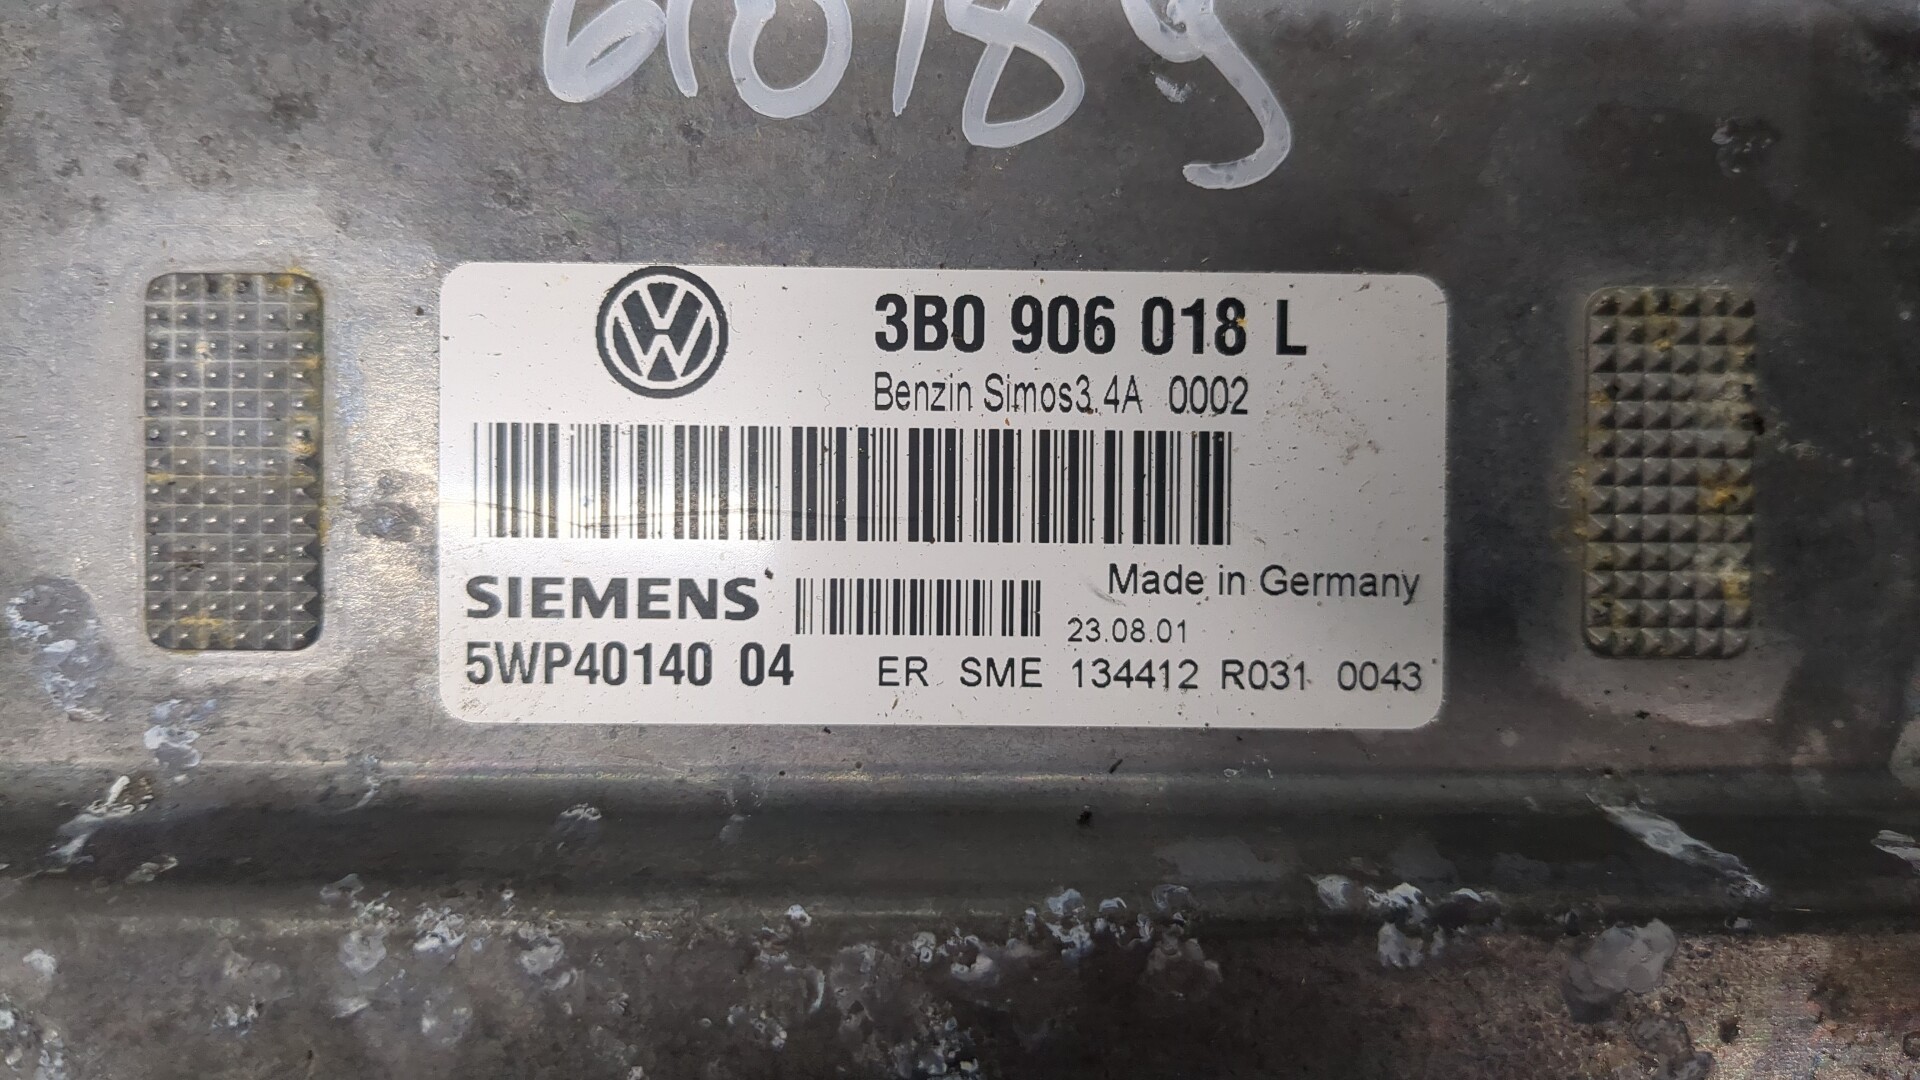 61018g
3B0 906 018 L
Benzin Simos3.4A 0002
SIEMENS
Made in Germany
23.08.01
5WP40140 04
ER SME 134412 R031 0043